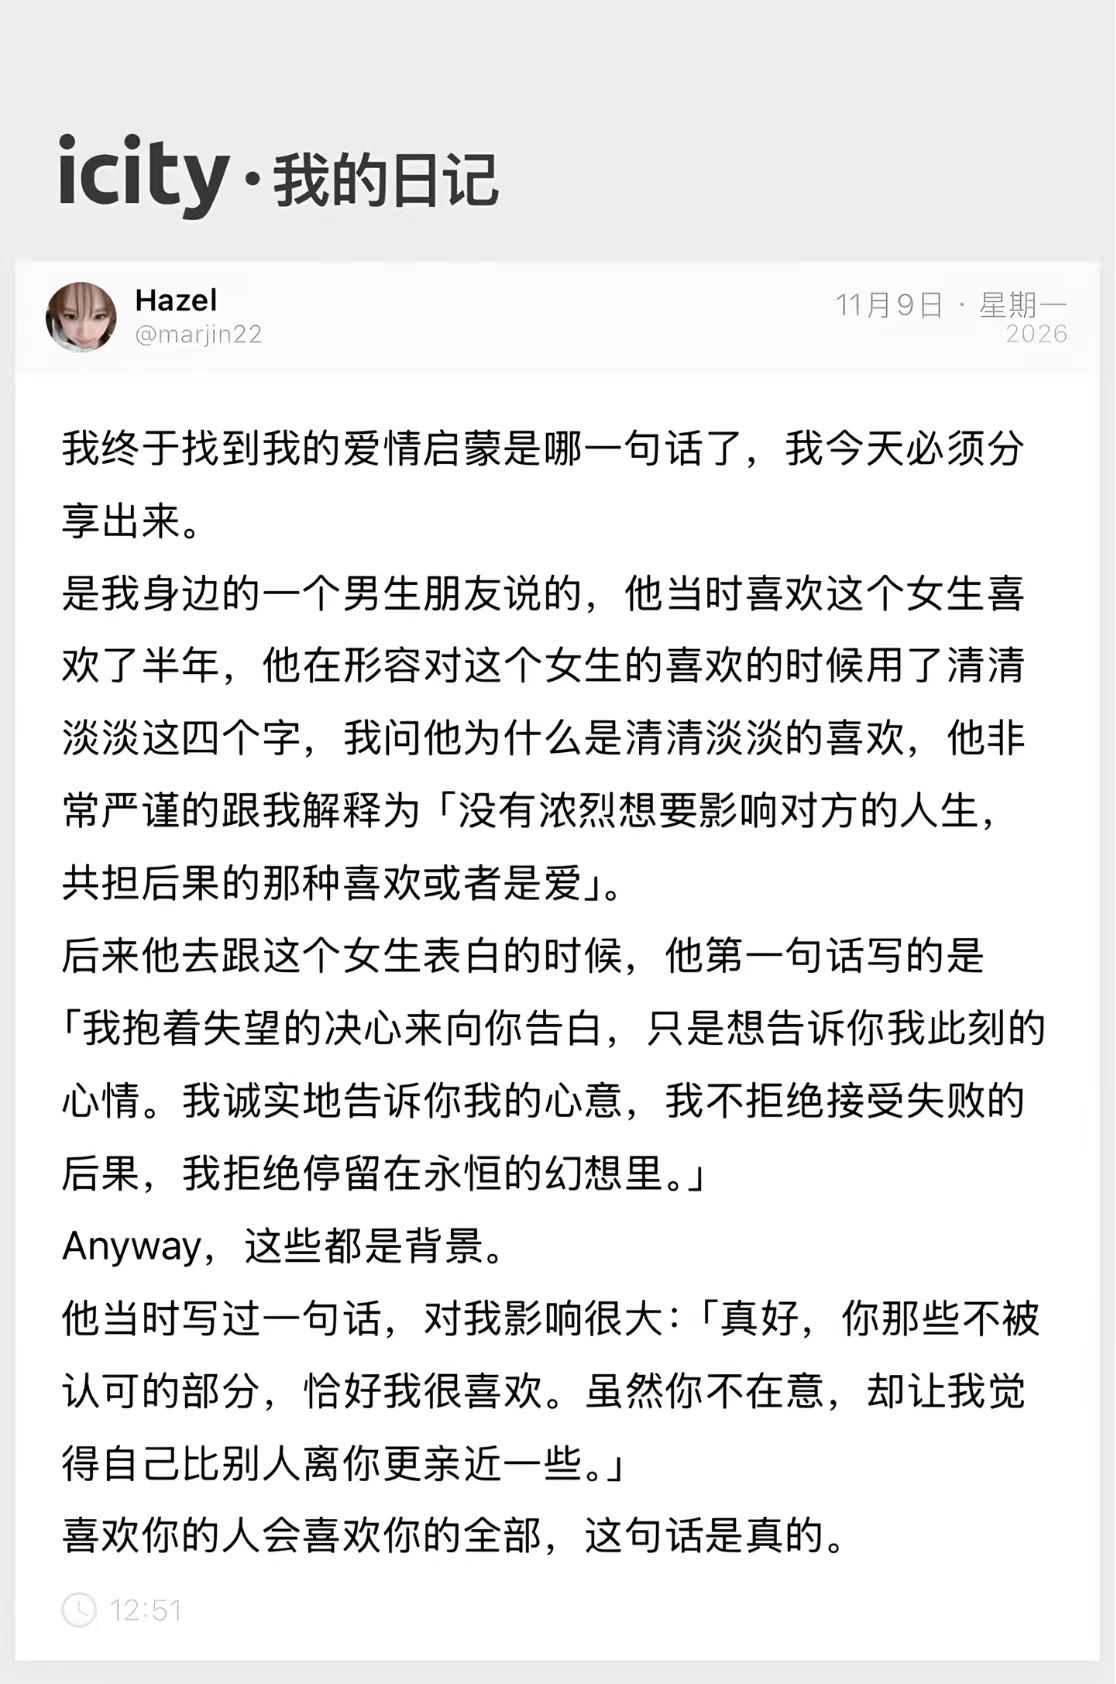 icity·我的日记
Hazel
@marjin22
11月9日 · 星期一
2026
我终于找到我的爱情启蒙是哪一句话了，我今天必须分
享出来。
是我身边的一个男生朋友说的，他当时喜欢这个女生喜
欢了半年，他在形容对这个女生的喜欢的时候用了清清
淡淡这四个字，我问他为什么是清清淡淡的喜欢，他非
常严谨的跟我解释为「没有浓烈想要影响对方的人生，
共担后果的那种喜欢或者是爱」。
后来他去跟这个女生表白的时候，他第一句话写的是
「我抱着失望的决心来向你告白，只是想告诉你我此刻的
心情。我诚实地告诉你我的心意，我不拒绝接受失败的
后果，我拒绝停留在永恒的幻想里。」
Anyway，这些都是背景。
他当时写过一句话，对我影响很大：「真好，你那些不被
认可的部分，恰好我很喜欢。虽然你不在意，却让我觉
得自己比别人离你更亲近一些。」
喜欢你的人会喜欢你的全部，这句话是真的。
12:51